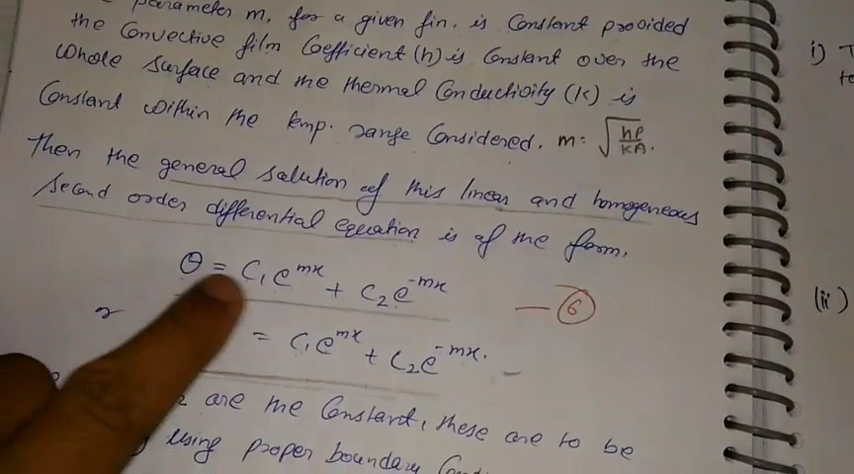 parameter m, for a given fin, is Constant provided
the Convective film Coefficient (h) is Constant over the
whole surface and the thermal Conductivity (K) is
Constant within the temp. range Considered. m = √(hP/KA).
Then the general solution of this linear and homogeneous
second order differential equation is of the form,
θ = C₁e^mx + C₂e^-mx — ⑥
or
= C₁e^mx + C₂e^-mx.
are the Constant, these are to be
using proper boundary
i)
(ii)